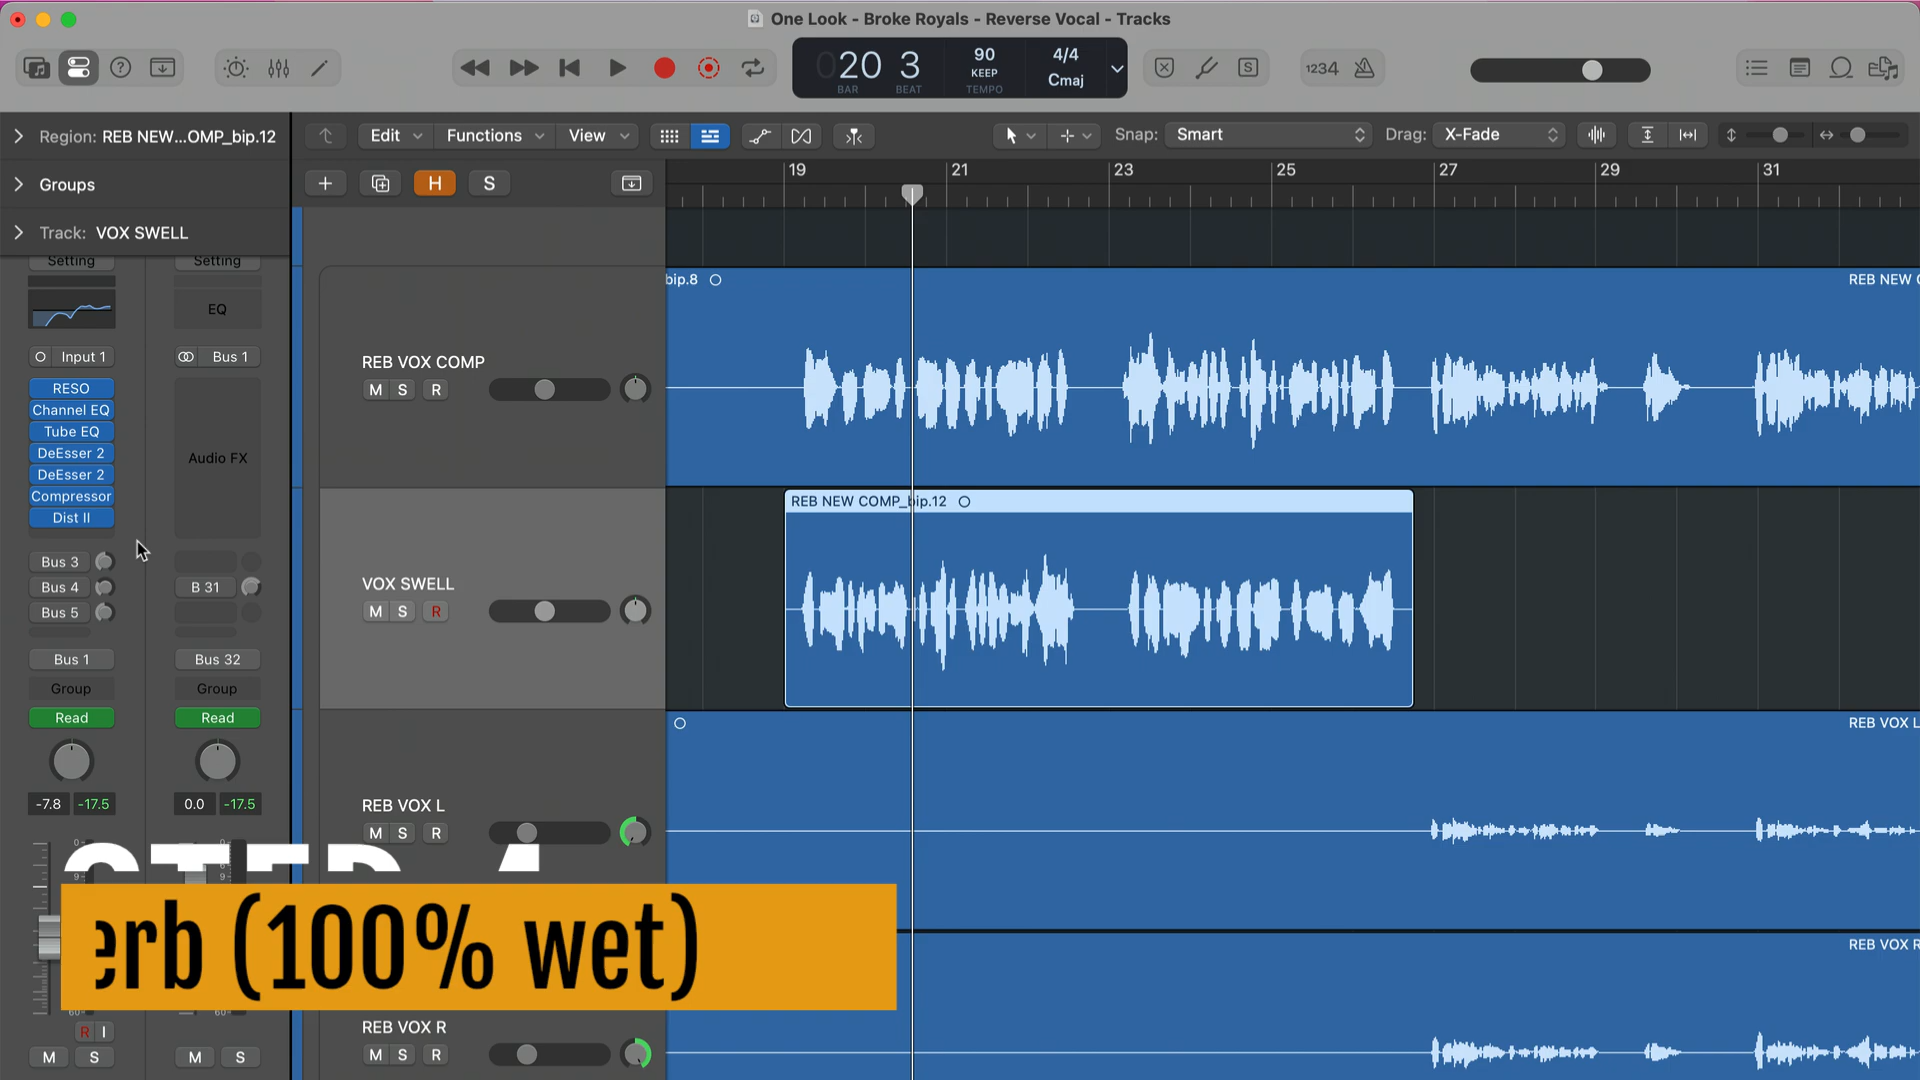 One Look - Broke Royals - Reverse Vocal - Tracks
20 3
BAR BEAT
90
KEEP
TEMPO
4/4
Cmaj
S
1234
Region: REB NEW...OMP_bip.12
Edit
Functions
View
Snap: Smart
Drag: X-Fade
Groups
H
S
19 21 23 25 27 29 31
Track: VOX SWELL
Setting Setting
EQ
Input 1
Bus 1
RESO
Channel EQ
Tube EQ
DeEsser 2
DeEsser 2
Compressor
Dist II
Audio FX
Bus 3
Bus 4
Bus 5
B 31
Bus 1
Bus 32
Group
Group
Read
Read
-7.8 -17.5
0.0 -17.5
R I
M S
M S
bip.8
REB NEW
REB VOX COMP
M S R
REB NEW COMP_bip.12
VOX SWELL
M S R
REB VOX L
REB VOX L
M S R
REB VOX R
REB VOX R
M S R
STEP 4
erb (100% wet)